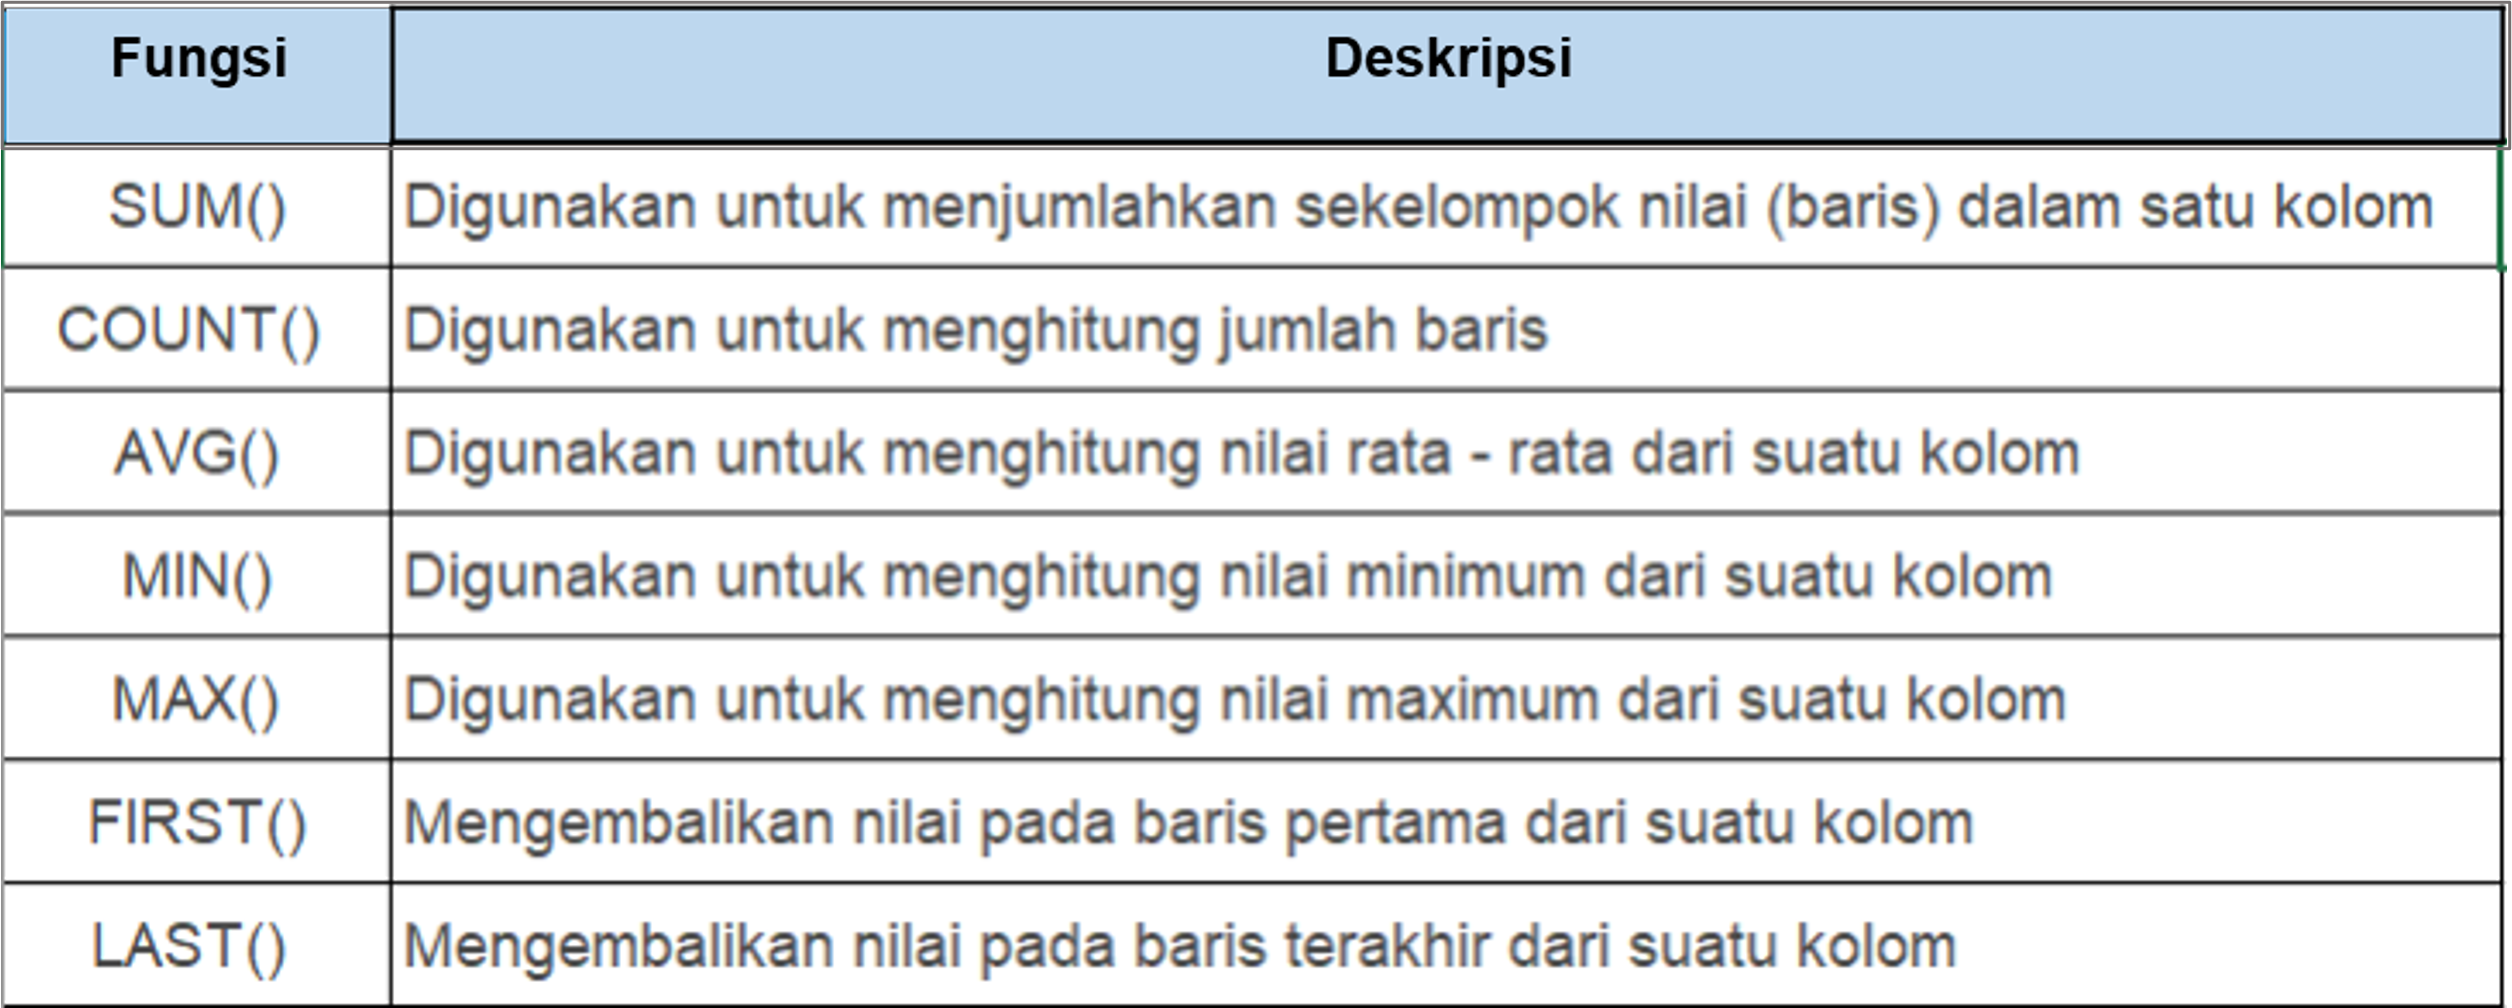 Fungsi Deskripsi
SUM() Digunakan untuk menjumlahkan sekelompok nilai (baris) dalam satu kolom
COUNT() Digunakan untuk menghitung jumlah baris
AVG() Digunakan untuk menghitung nilai rata - rata dari suatu kolom
MIN() Digunakan untuk menghitung nilai minimum dari suatu kolom
MAX() Digunakan untuk menghitung nilai maximum dari suatu kolom
FIRST() Mengembalikan nilai pada baris pertama dari suatu kolom
LAST() Mengembalikan nilai pada baris terakhir dari suatu kolom